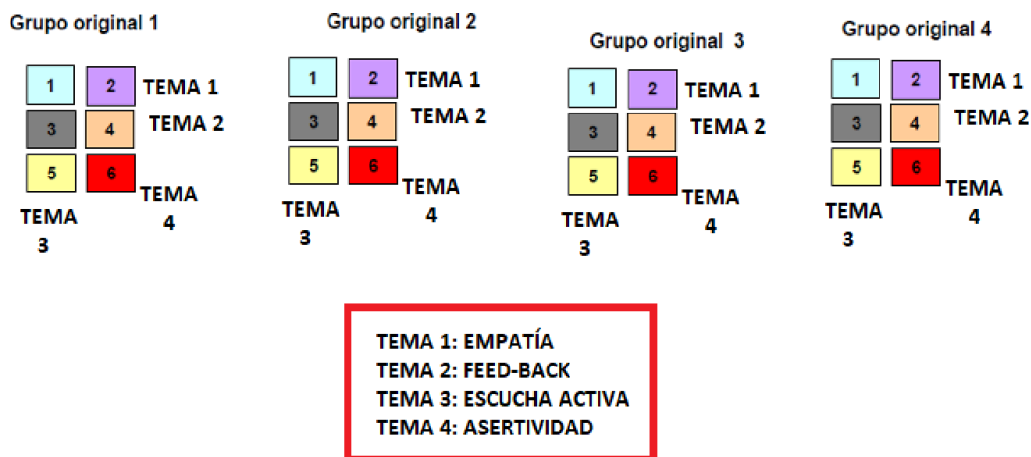 Grupo original 1
1 2 TEMA 1
3 4 TEMA 2
5 6
TEMA 3
TEMA 4
Grupo original 2
1 2 TEMA 1
3 4 TEMA 2
5 6
TEMA 3
TEMA 4
Grupo original 3
1 2 TEMA 1
3 4 TEMA 2
5 6
TEMA 3
TEMA 4
Grupo original 4
1 2 TEMA 1
3 4 TEMA 2
5 6
TEMA 3
TEMA 4
TEMA 1: EMPATÍA
TEMA 2: FEED-BACK
TEMA 3: ESCUCHA ACTIVA
TEMA 4: ASERTIVIDAD